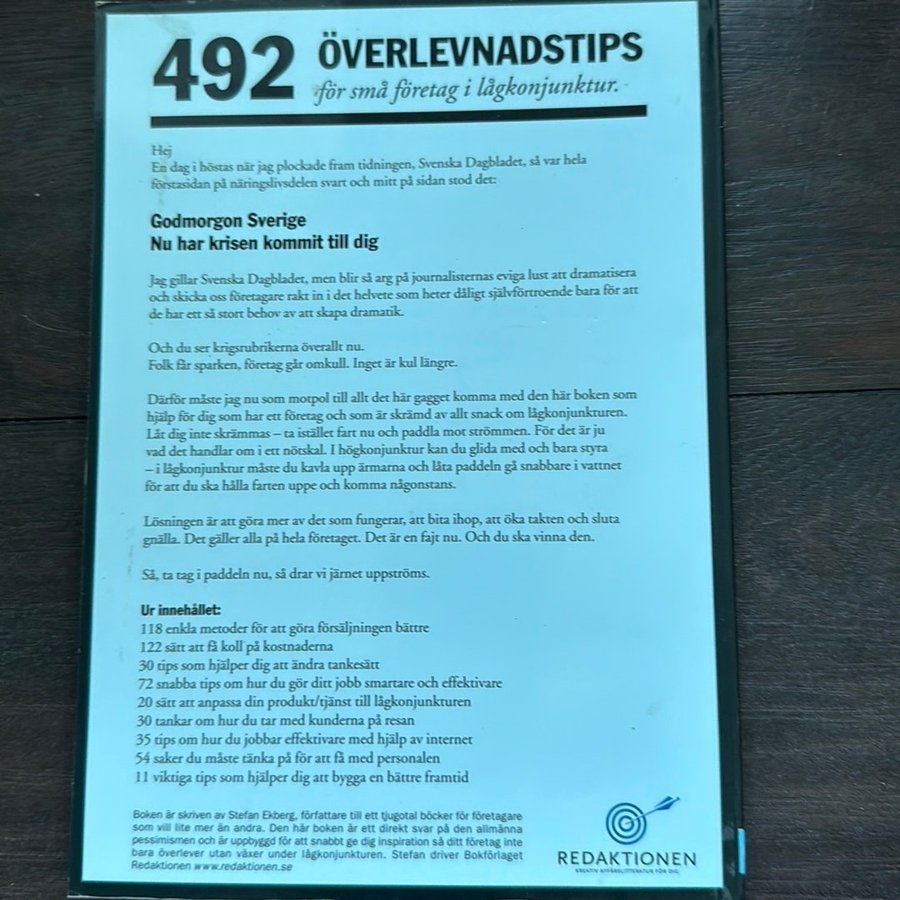 492 ÖVERLEVNADSTIPS
för små företag i lågkonjunktur.
Hej
En dag i höstas när jag plockade fram tidningen, Svenska Dagbladet, så var hela
förstasidan på näringslivsdelen svart och mitt på sidan stod det:
Godmorgon Sverige
Nu har krisen kommit till dig
Jag gillar Svenska Dagbladet, men blir så arg på journalisternas eviga lust att dramatisera
och skicka oss företagare rakt in i det helvete som heter dåligt självförtroende bara för att
de har ett så stort behov av att skapa dramatik.
Och du ser krigsrubrikerna överallt nu.
Folk får sparken, företag går omkull. Inget är kul längre.
Därför måste jag nu som motpol till allt det här gagget komma med den här boken som
hjälp för dig som har ett företag och som är skrämd av allt snack om lågkonjunkturen.
Låt dig inte skrämmas – ta istället fart nu och paddla mot strömmen. För det är ju
vad det handlar om i ett nötskal. I högkonjunktur kan du glida med och bara styra
– i lågkonjunktur måste du kavla upp ärmarna och låta paddeln gå snabbare i vattnet
för att du ska hålla farten uppe och komma någonstans.
Lösningen är att göra mer av det som fungerar, att bita ihop, att öka takten och sluta
gnälla. Det gäller alla på hela företaget. Det är en fajt nu. Och du ska vinna den.
Så, ta tag i paddeln nu, så drar vi järnet uppströms.
Ur innehållet:
118 enkla metoder för att göra försäljningen bättre
122 sätt att få koll på kostnaderna
30 tips som hjälper dig att ändra tankesätt
72 snabba tips om hur du gör ditt jobb smartare och effektivare
20 sätt att anpassa din produkt/tjänst till lågkonjunkturen
30 tankar om hur du tar med kunderna på resan
35 tips om hur du jobbar effektivare med hjälp av internet
54 saker du måste tänka på för att få med personalen
11 viktiga tips som hjälper dig att bygga en bättre framtid
Boken är skriven av Stefan Ekberg, författare till ett tjugotal böcker för företagare
som vill lite mer än andra. Den här boken är ett direkt svar på den allmänna
pessimismen och är uppbyggd för att snabbt ge dig inspiration så ditt företag inte
bara överlever utan växer under lågkonjunkturen. Stefan driver Bokförlaget
Redaktionen www.redaktionen.se
REDAKTIONEN
KREATIV AFFÄRSLITTERATUR FÖR DIG